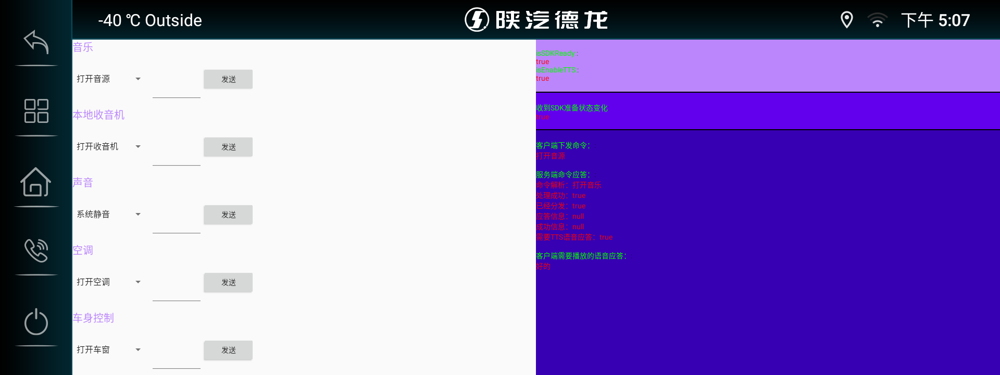 -40 ℃ Outside
陕汽德龙
下午 5:07
音乐
打开音源
发送
本地收音机
打开收音机
发送
声音
系统静音
发送
空调
打开空调
发送
车身控制
打开车窗
发送
isSDKReady:
true
isEnableTTS:
true
收到SDK准备状态变化
true
客户端下发命令：
打开音源
服务端命令应答：
命令解析：打开音乐
处理成功：true
已经分发：true
应答信息：null
成功信息：null
需要TTS语音应答：true
客户端需要播放的语音应答：
好的